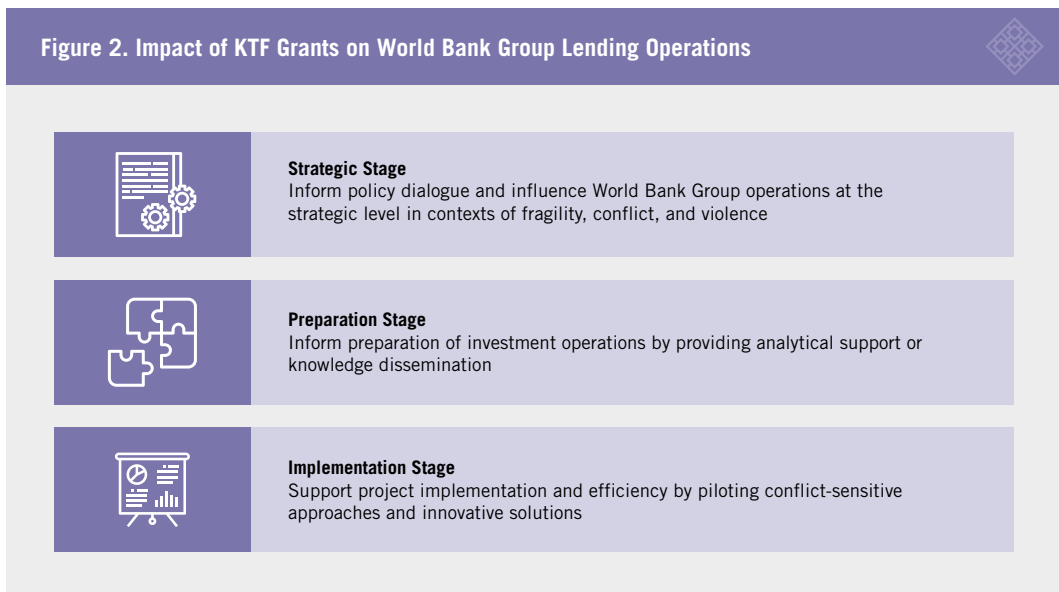 Figure 2. Impact of KTF Grants on World Bank Group Lending Operations
Strategic Stage
Inform policy dialogue and influence World Bank Group operations at the
strategic level in contexts of fragility, conflict, and violence
Preparation Stage
Inform preparation of investment operations by providing analytical support or
knowledge dissemination
Implementation Stage
Support project implementation and efficiency by piloting conflict-sensitive
approaches and innovative solutions